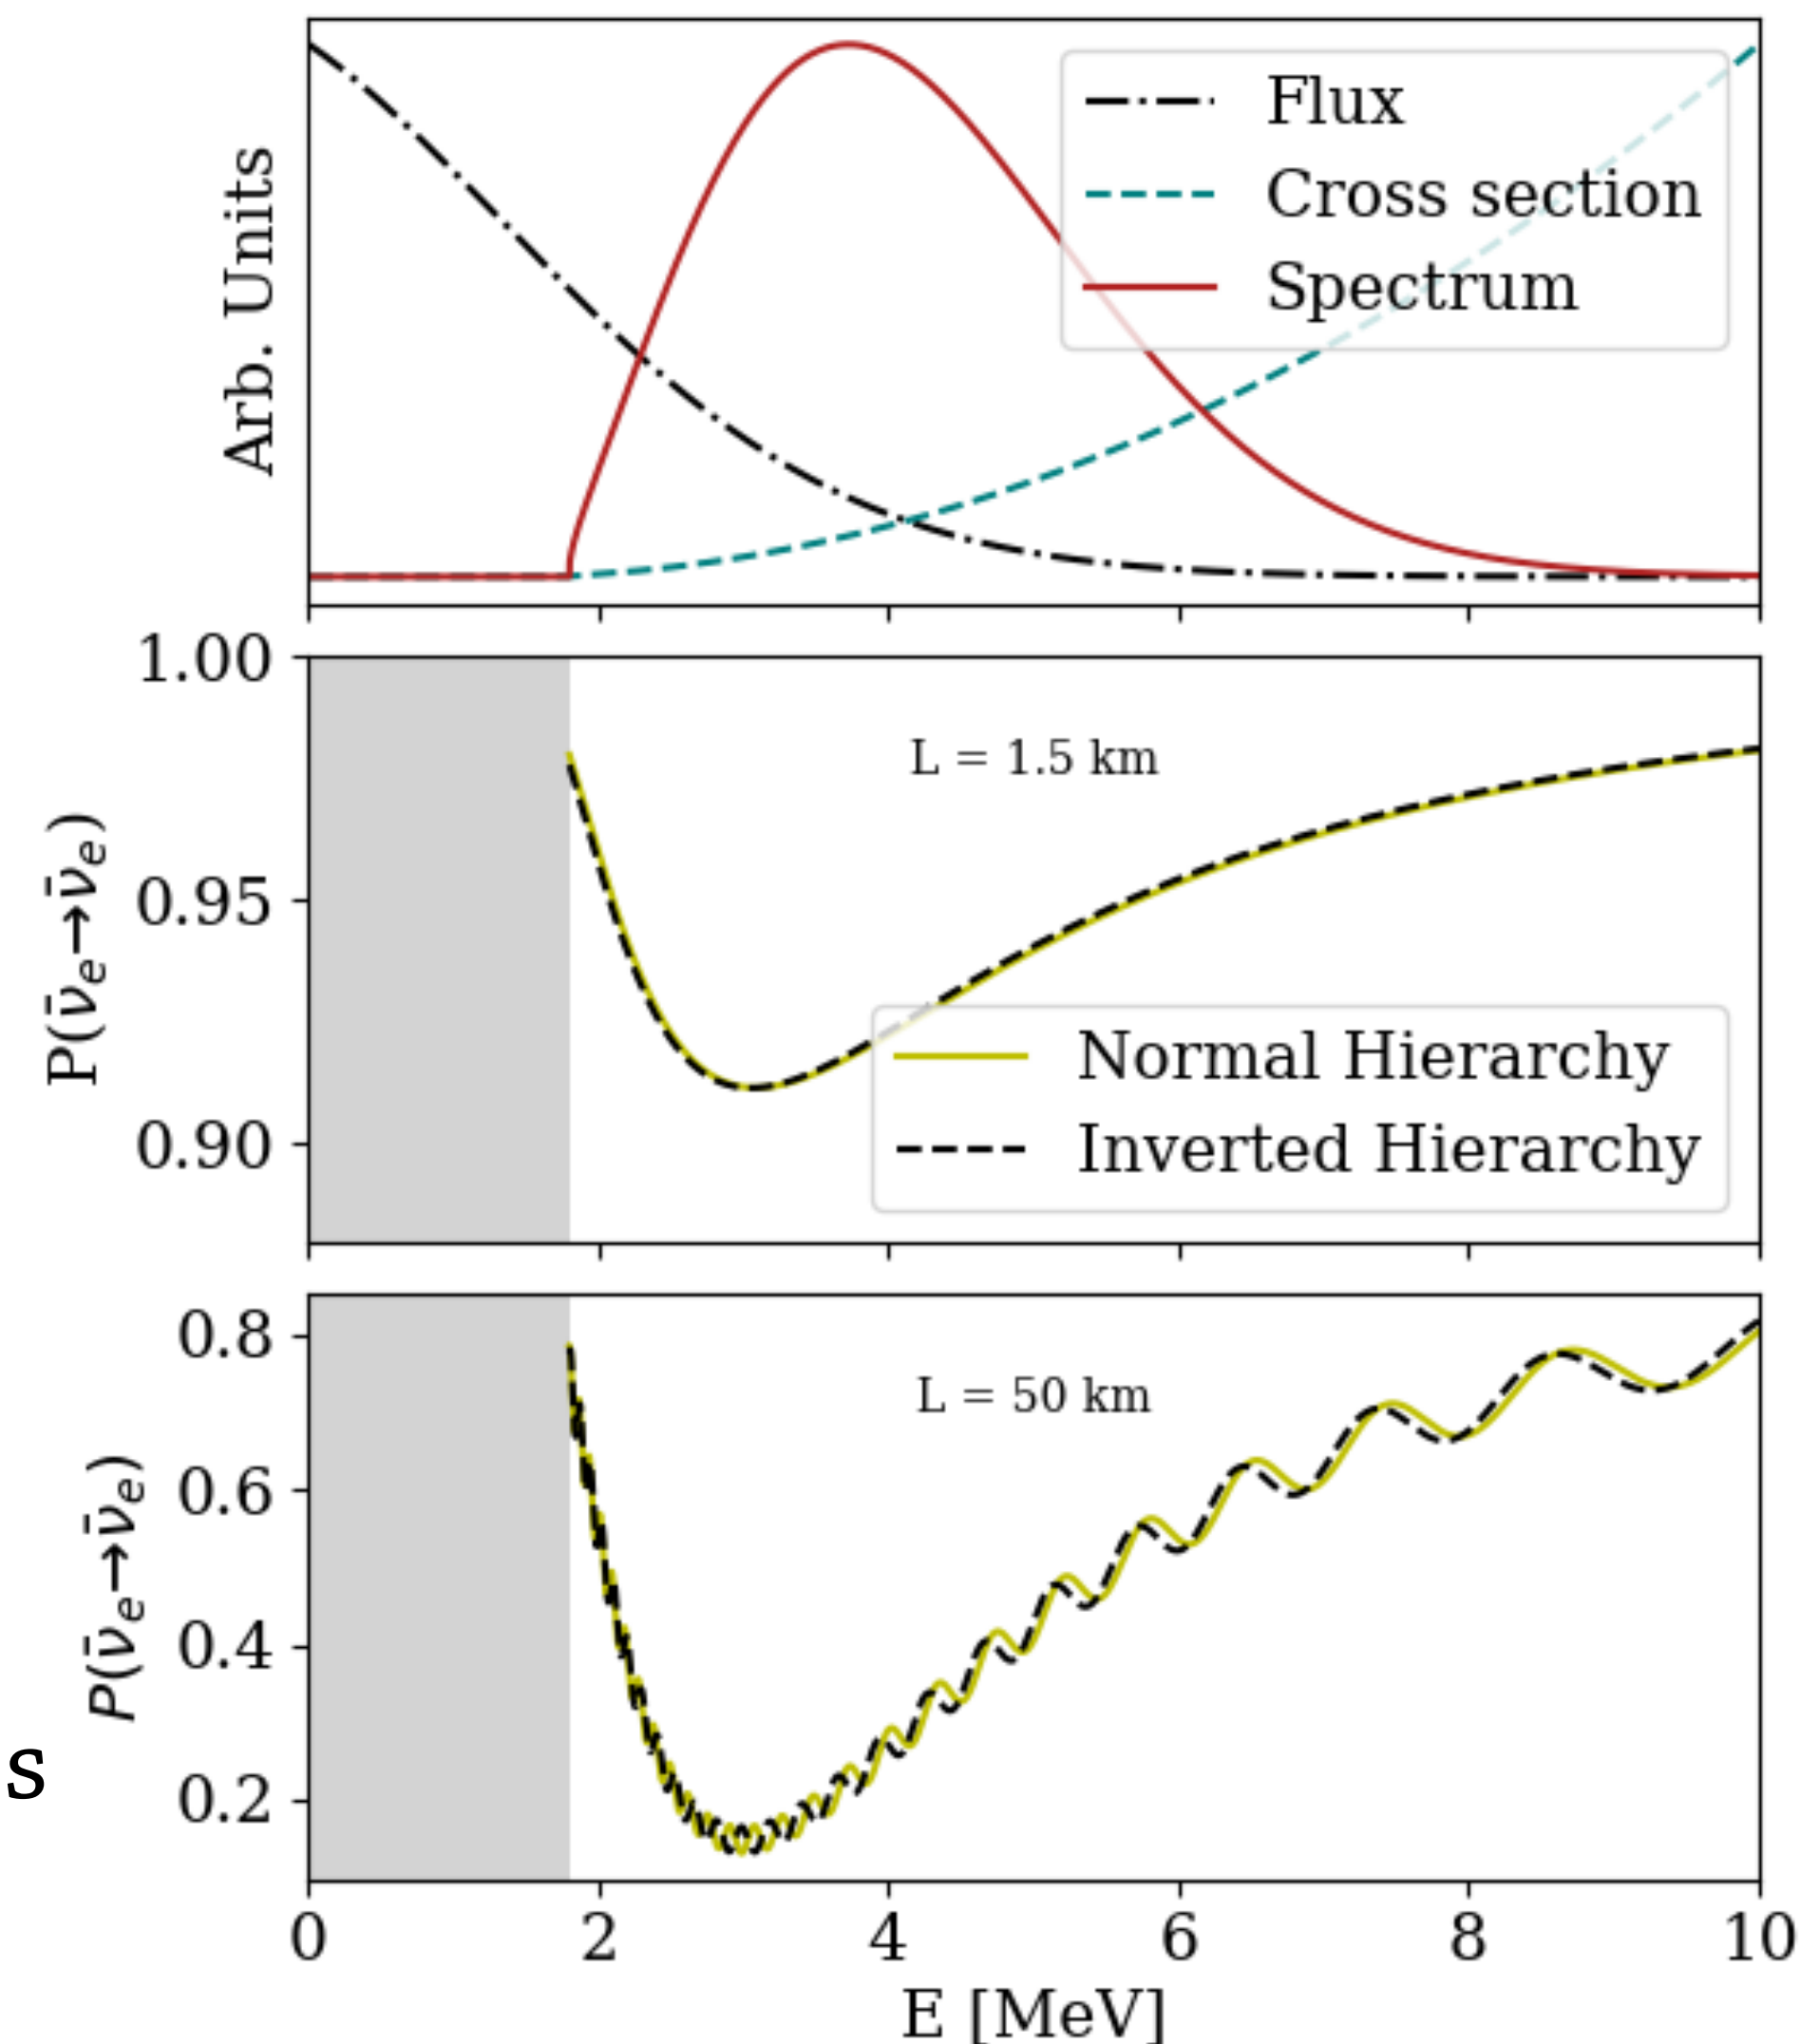 Arb. Units
Flux
Cross section
Spectrum
1.00
0.95
0.90
P(ν̄ₑ→ν̄ₑ)
L = 1.5 km
Normal Hierarchy
Inverted Hierarchy
0.8
0.6
0.4
0.2
P(ν̄ₑ→ν̄ₑ)
L = 50 km
s
0 2 4 6 8 10
E [MeV]